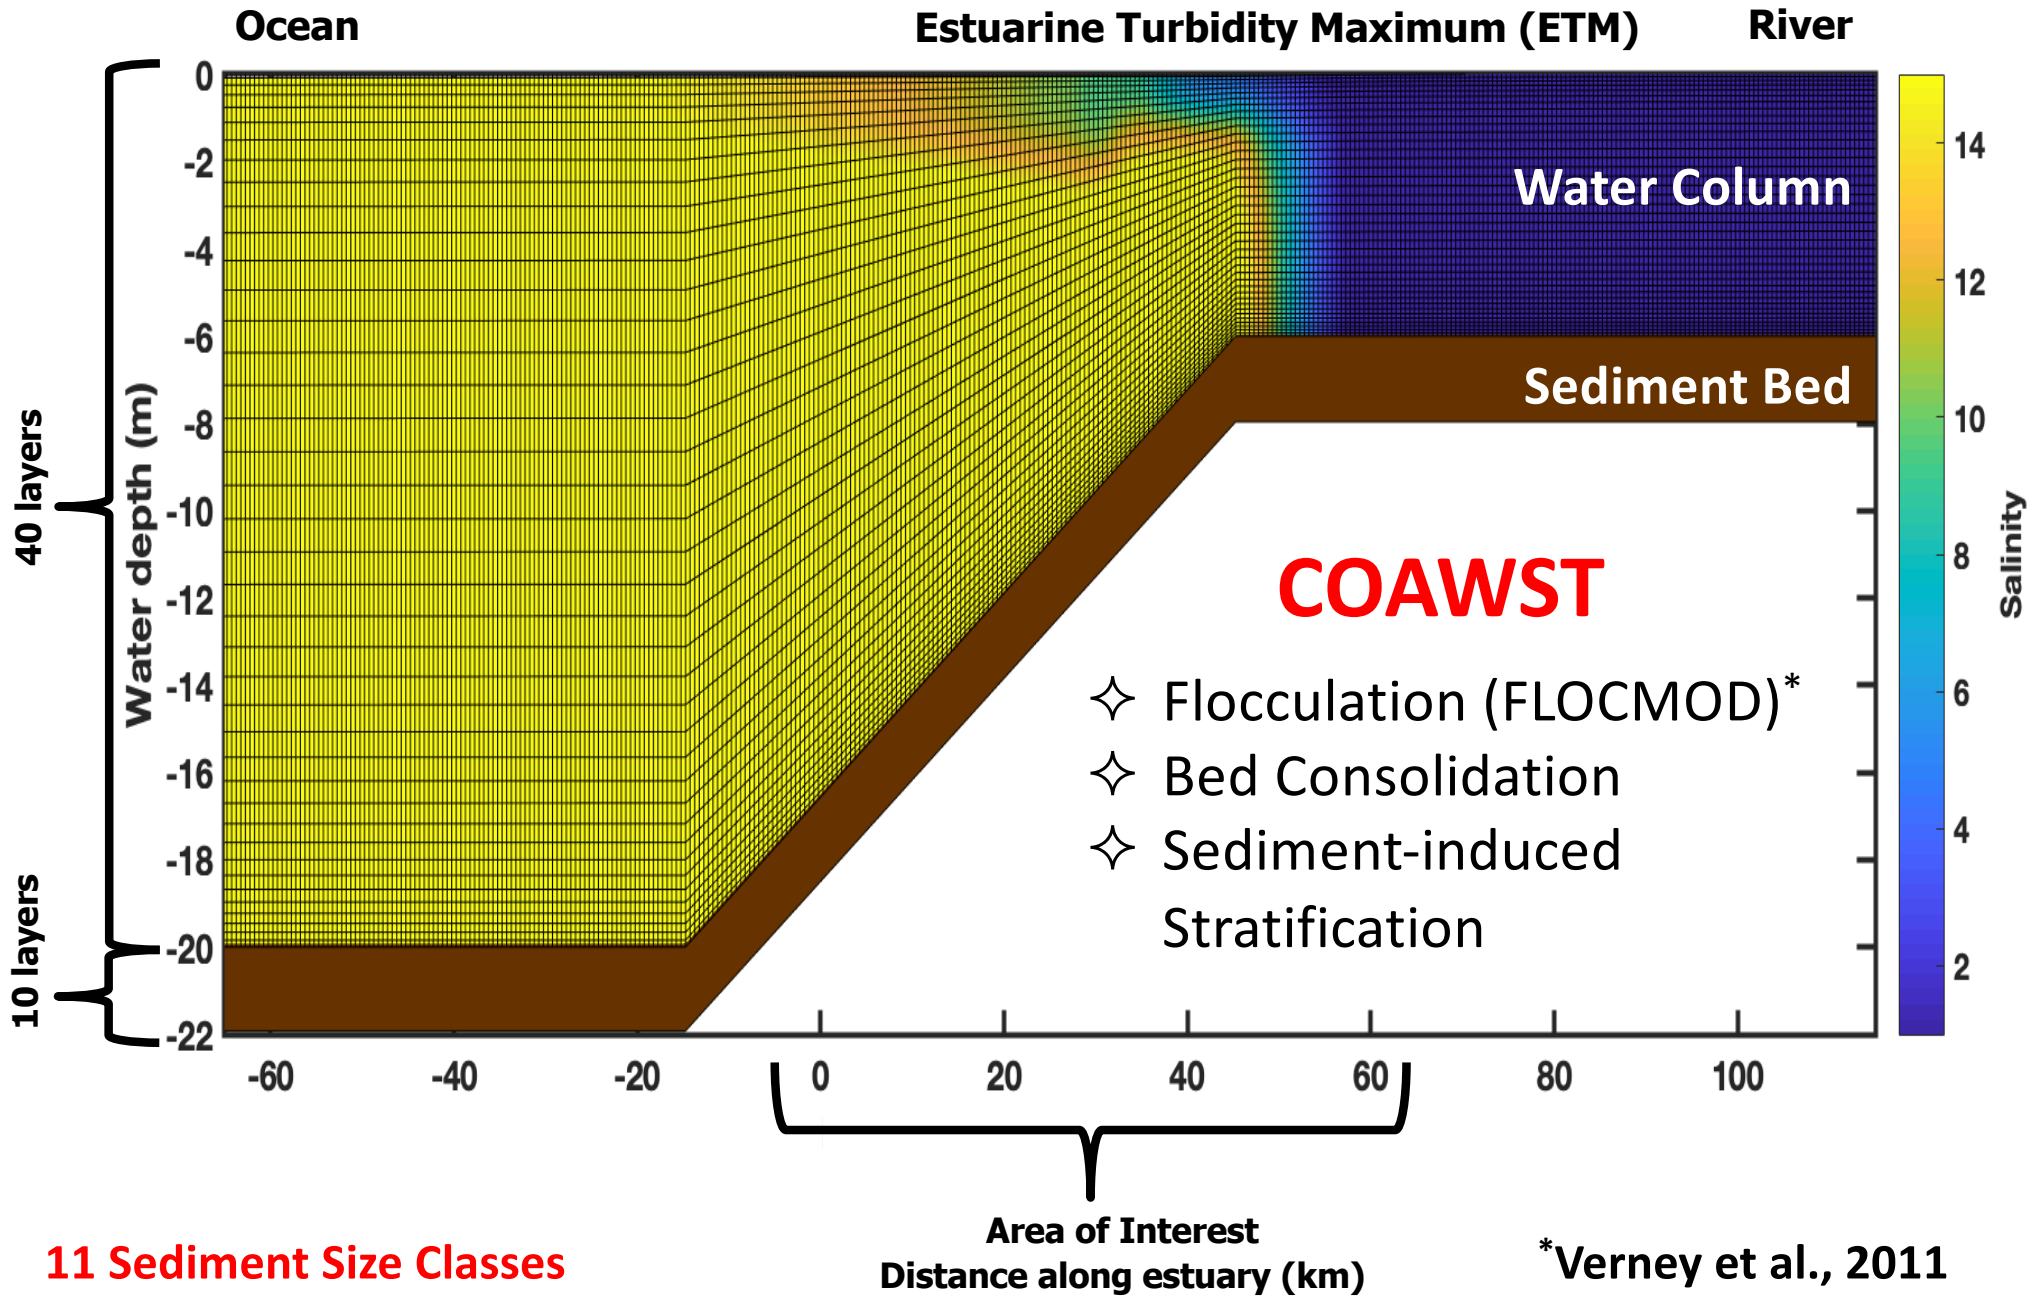 Ocean
Estuarine Turbidity Maximum (ETM)
River
0
-2
-4
-6
-8
-10
-12
-14
-16
-18
-20
-22
Water depth (m)
40 layers
10 layers
Water Column
Sediment Bed
COAWST
✧ Flocculation (FLOCMOD)*
✧ Bed Consolidation
✧ Sediment-induced
Stratification
14
12
10
8
6
4
2
Salinity
-60 -40 -20 0 20 40 60 80 100
Area of Interest
Distance along estuary (km)
11 Sediment Size Classes
*Verney et al., 2011